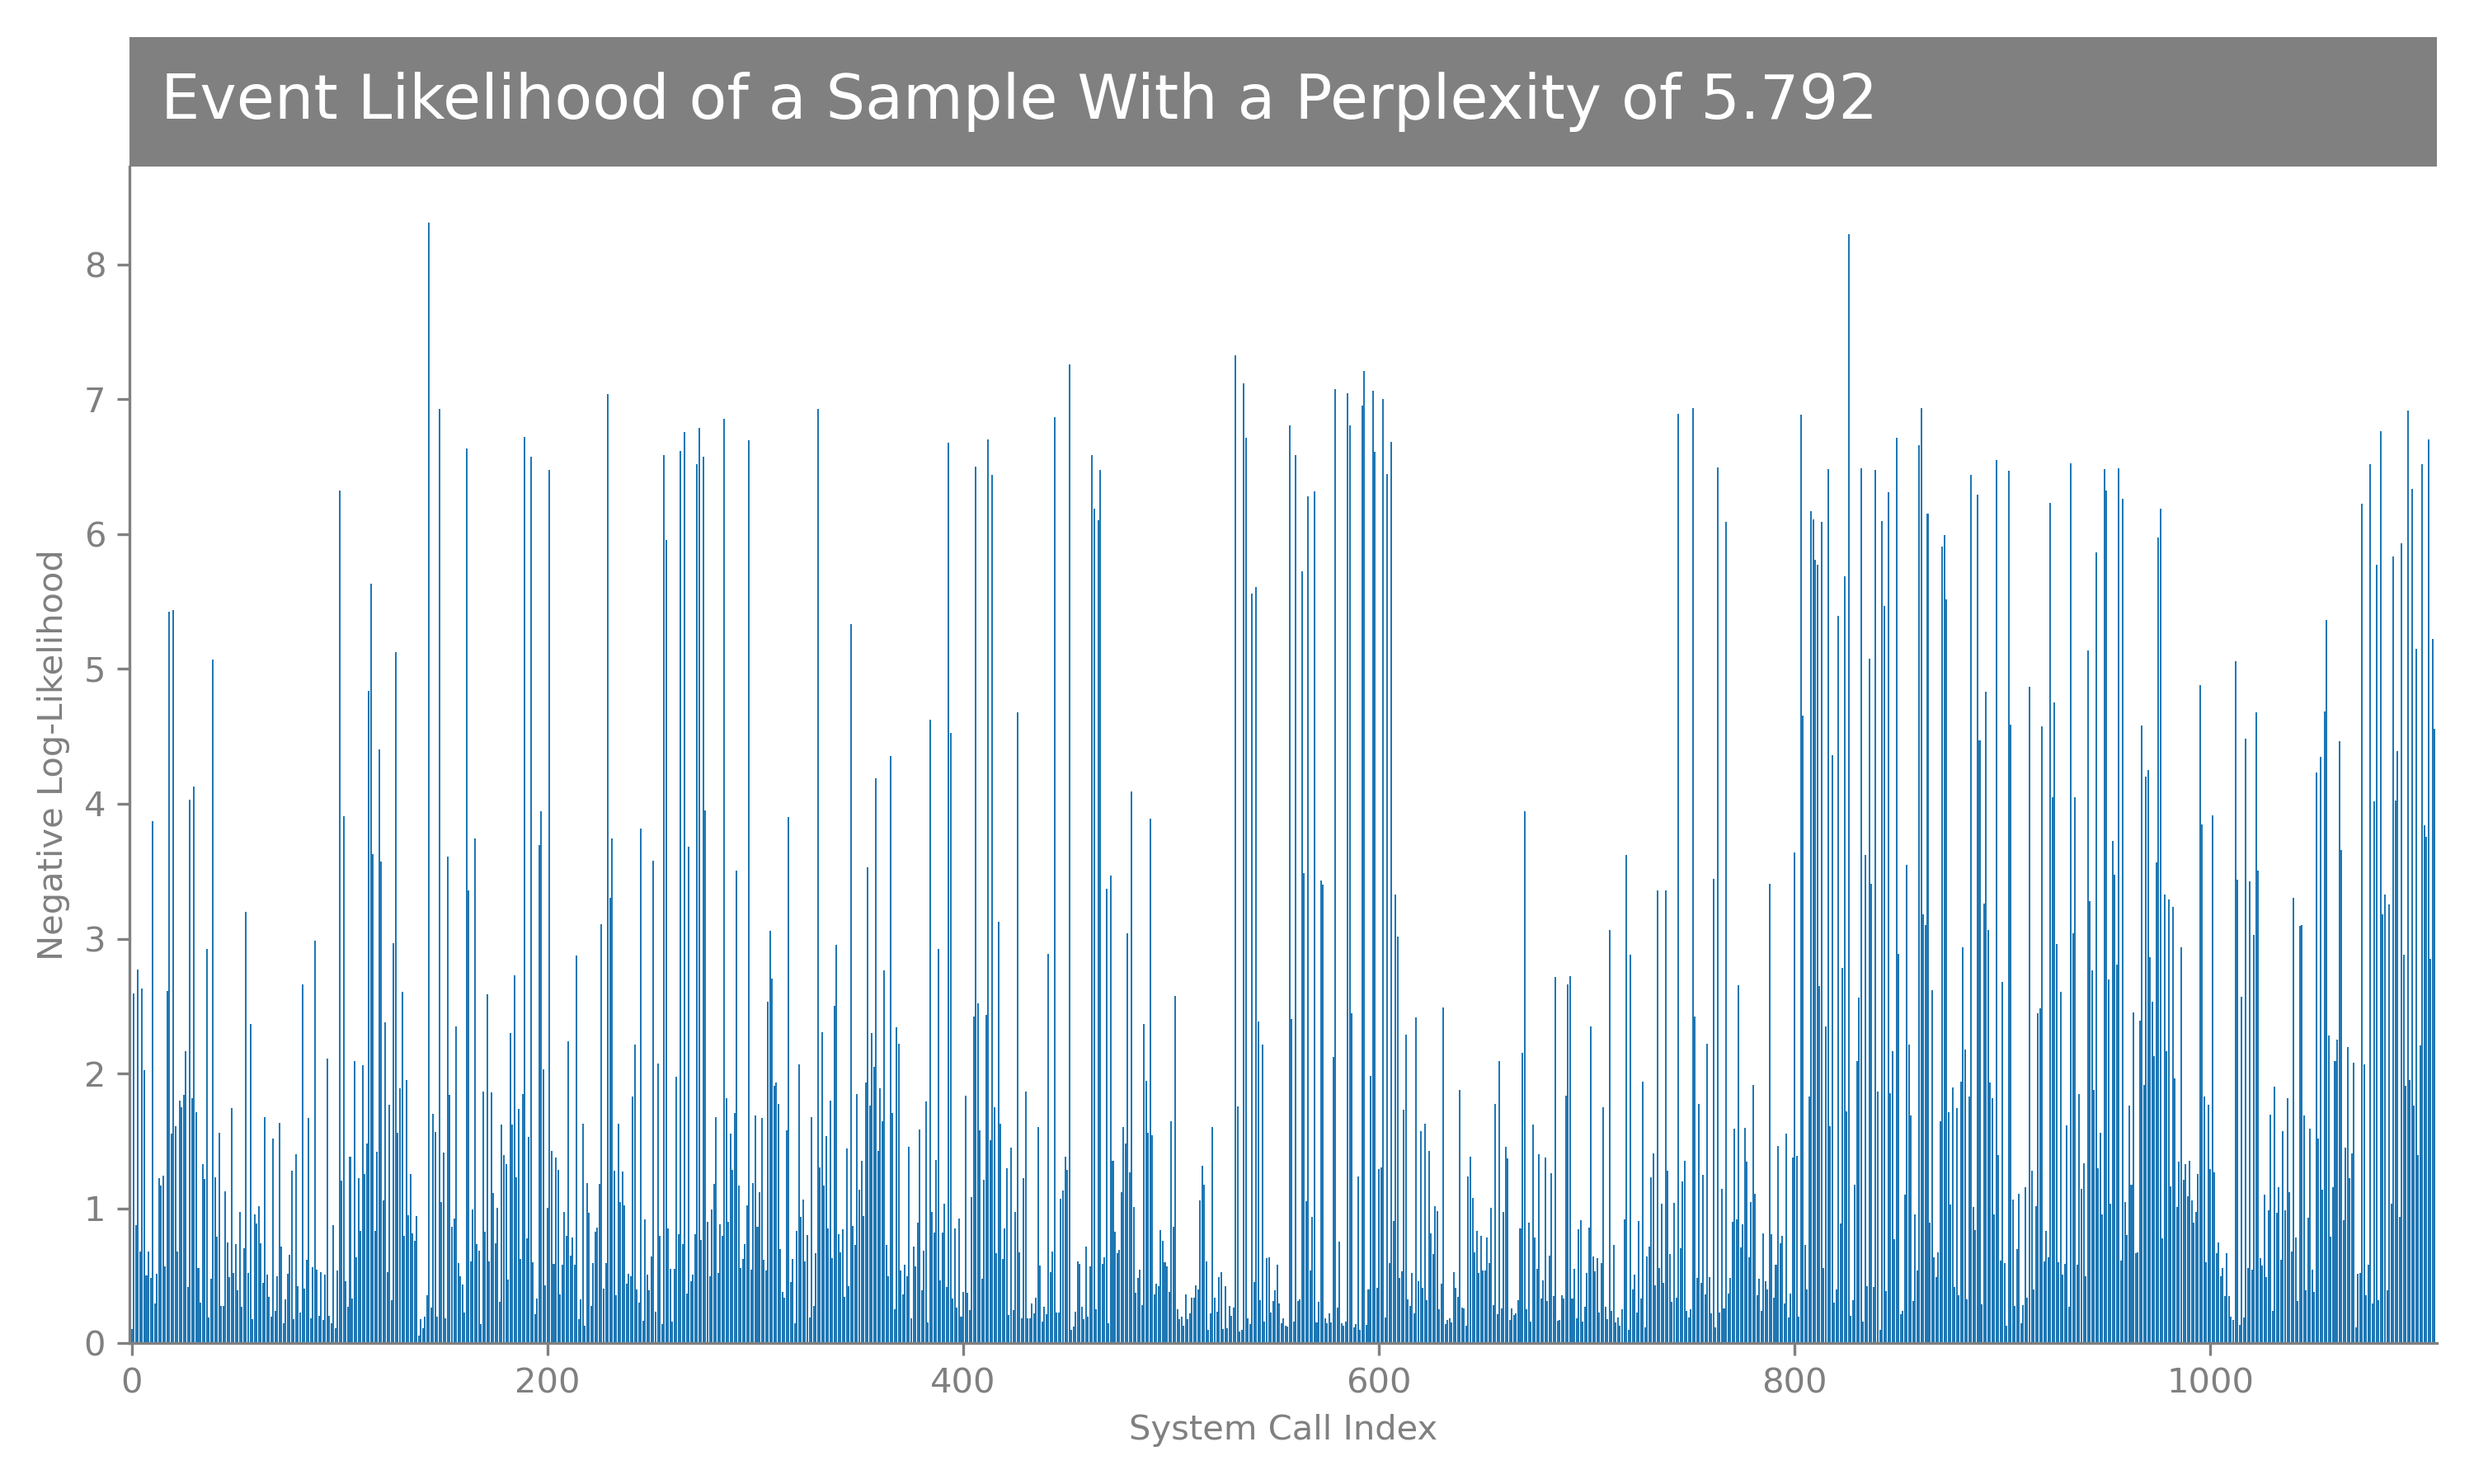 Event Likelihood of a Sample With a Perplexity of 5.792
8
7
6
5
4
3
2
1
0
Negative Log-Likelihood
0 200 400 600 800 1000
System Call Index